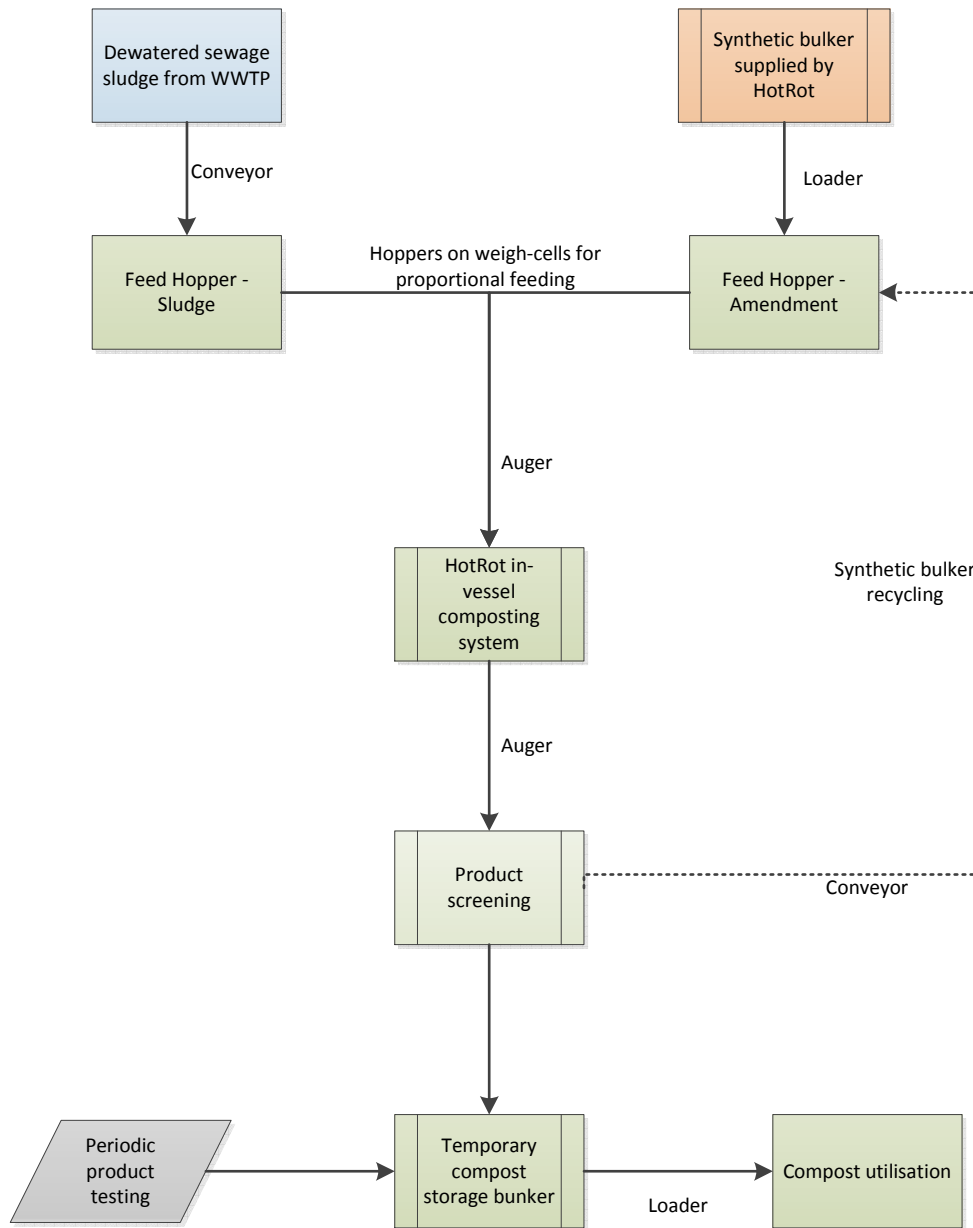 Dewatered sewage
sludge from WWTP
Synthetic bulker
supplied by
HotRot
Conveyor
Loader
Feed Hopper -
Sludge
Hoppers on weigh-cells for
proportional feeding
Feed Hopper -
Amendment
Auger
HotRot in-
vessel
composting
system
Synthetic bulker
recycling
Auger
Product
screening
Conveyor
Periodic
product
testing
Temporary
compost
storage bunker
Loader
Compost utilisation